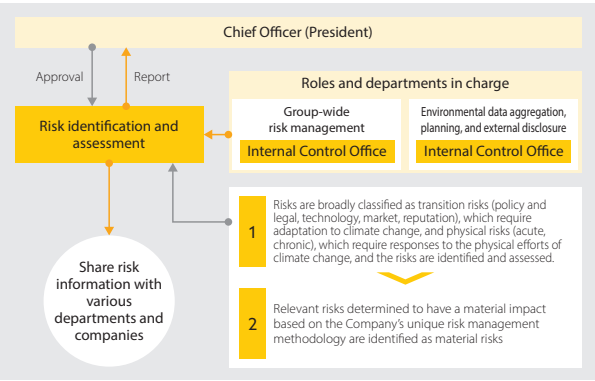 Chief Officer (President)
Approval
Report
Roles and departments in charge
Risk identification and
assessment
Group-wide
risk management
Internal Control Office
Environmental data aggregation,
planning, and external disclosure
Internal Control Office
1
Risks are broadly classified as transition risks (policy and
legal, technology, market, reputation), which require
adaptation to climate change, and physical risks (acute,
chronic), which require responses to the physical efforts of
climate change, and the risks are identified and assessed.
2
Relevant risks determined to have a material impact
based on the Company's unique risk management
methodology are identified as material risks
Share risk
information with
various
departments and
companies